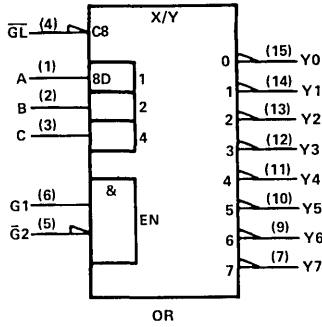 X/Y
G̅L̅ (4) C8
0 (15) Y0
A (1) 8D 1
1 (14) Y1
B (2) 2
2 (13) Y2
C (3) 4
3 (12) Y3
4 (11) Y4
&
G1 (6)
5 (10) Y5
EN
G̅2 (5)
6 (9) Y6
7 (7) Y7
OR